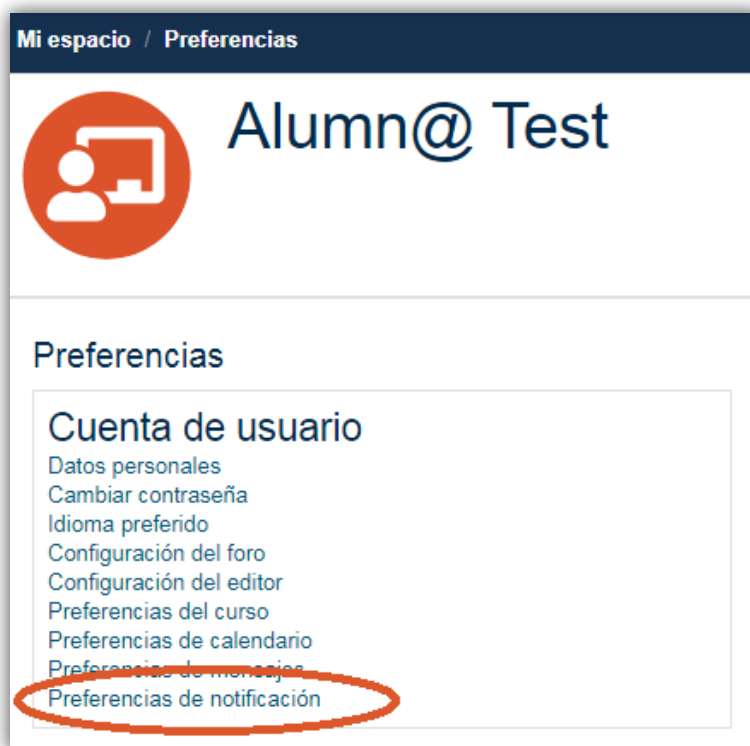 Mi espacio / Preferencias
Alumn@ Test
Preferencias
Cuenta de usuario
Datos personales
Cambiar contraseña
Idioma preferido
Configuración del foro
Configuración del editor
Preferencias del curso
Preferencias de calendario
Preferencias de mensajes
Preferencias de notificación